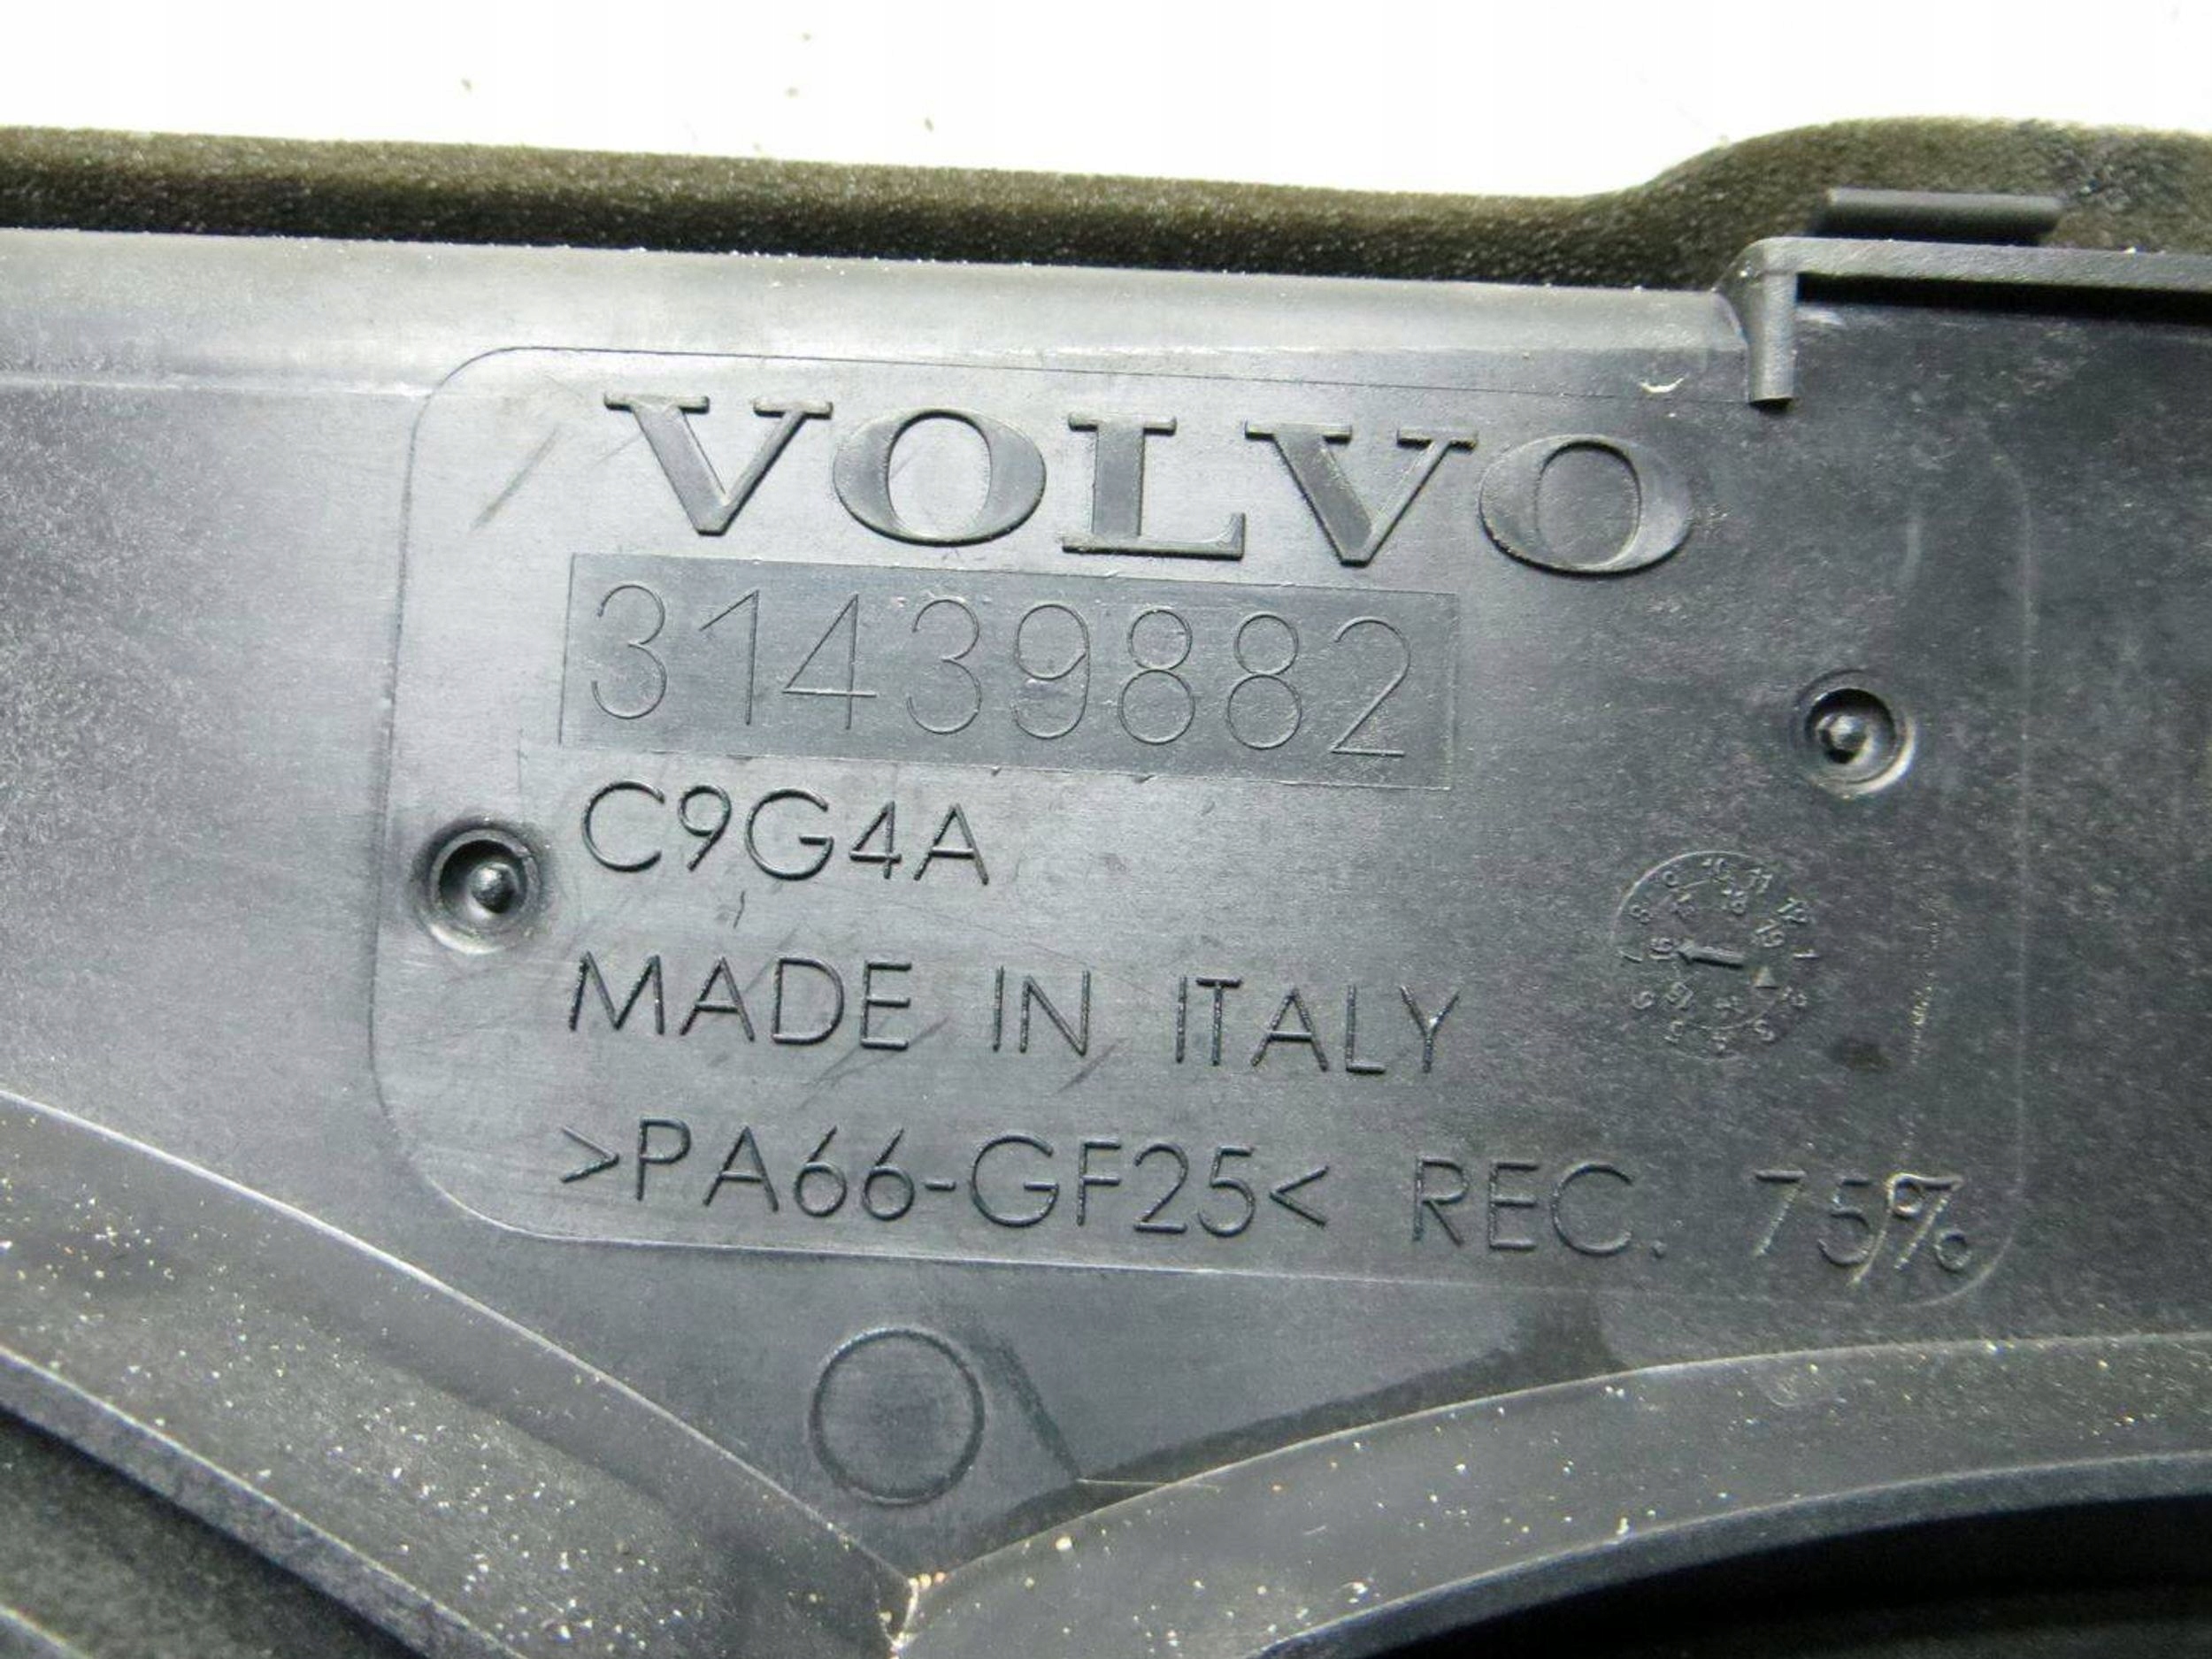 VOLVO
31439882
C9G4A
MADE IN ITALY
>PA66-GF25< REC. 75%